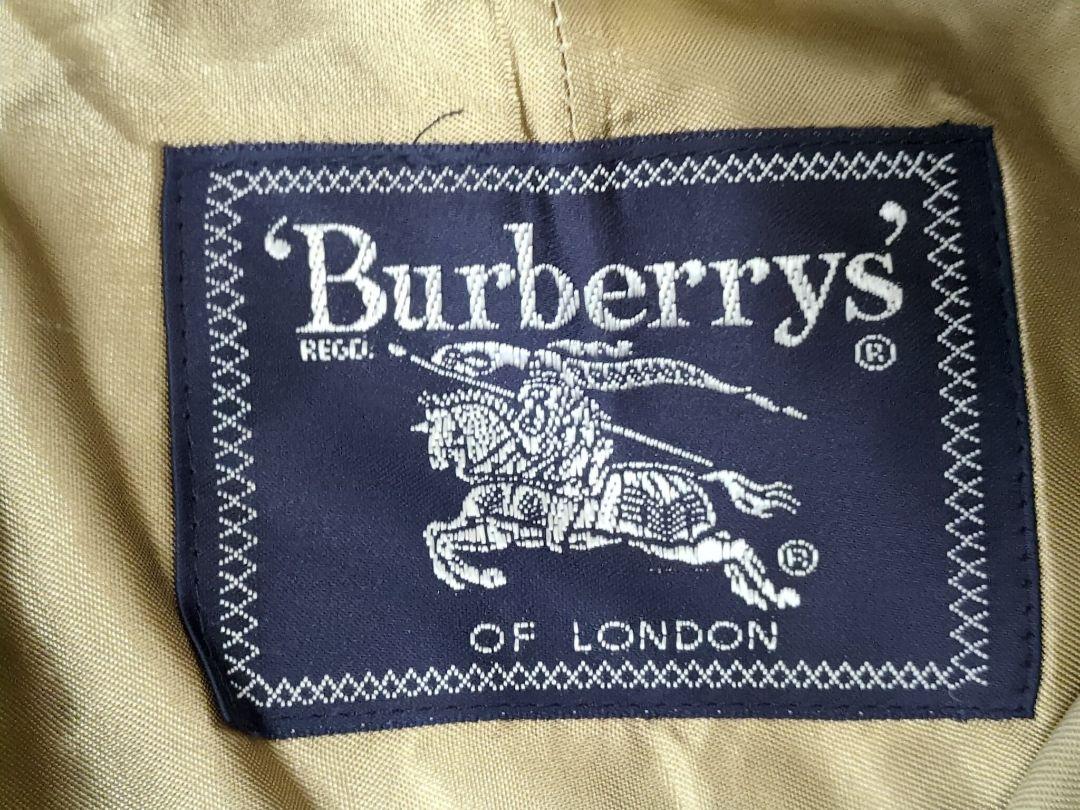 ‘Burberrys’
REGD. ®
®
OF LONDON